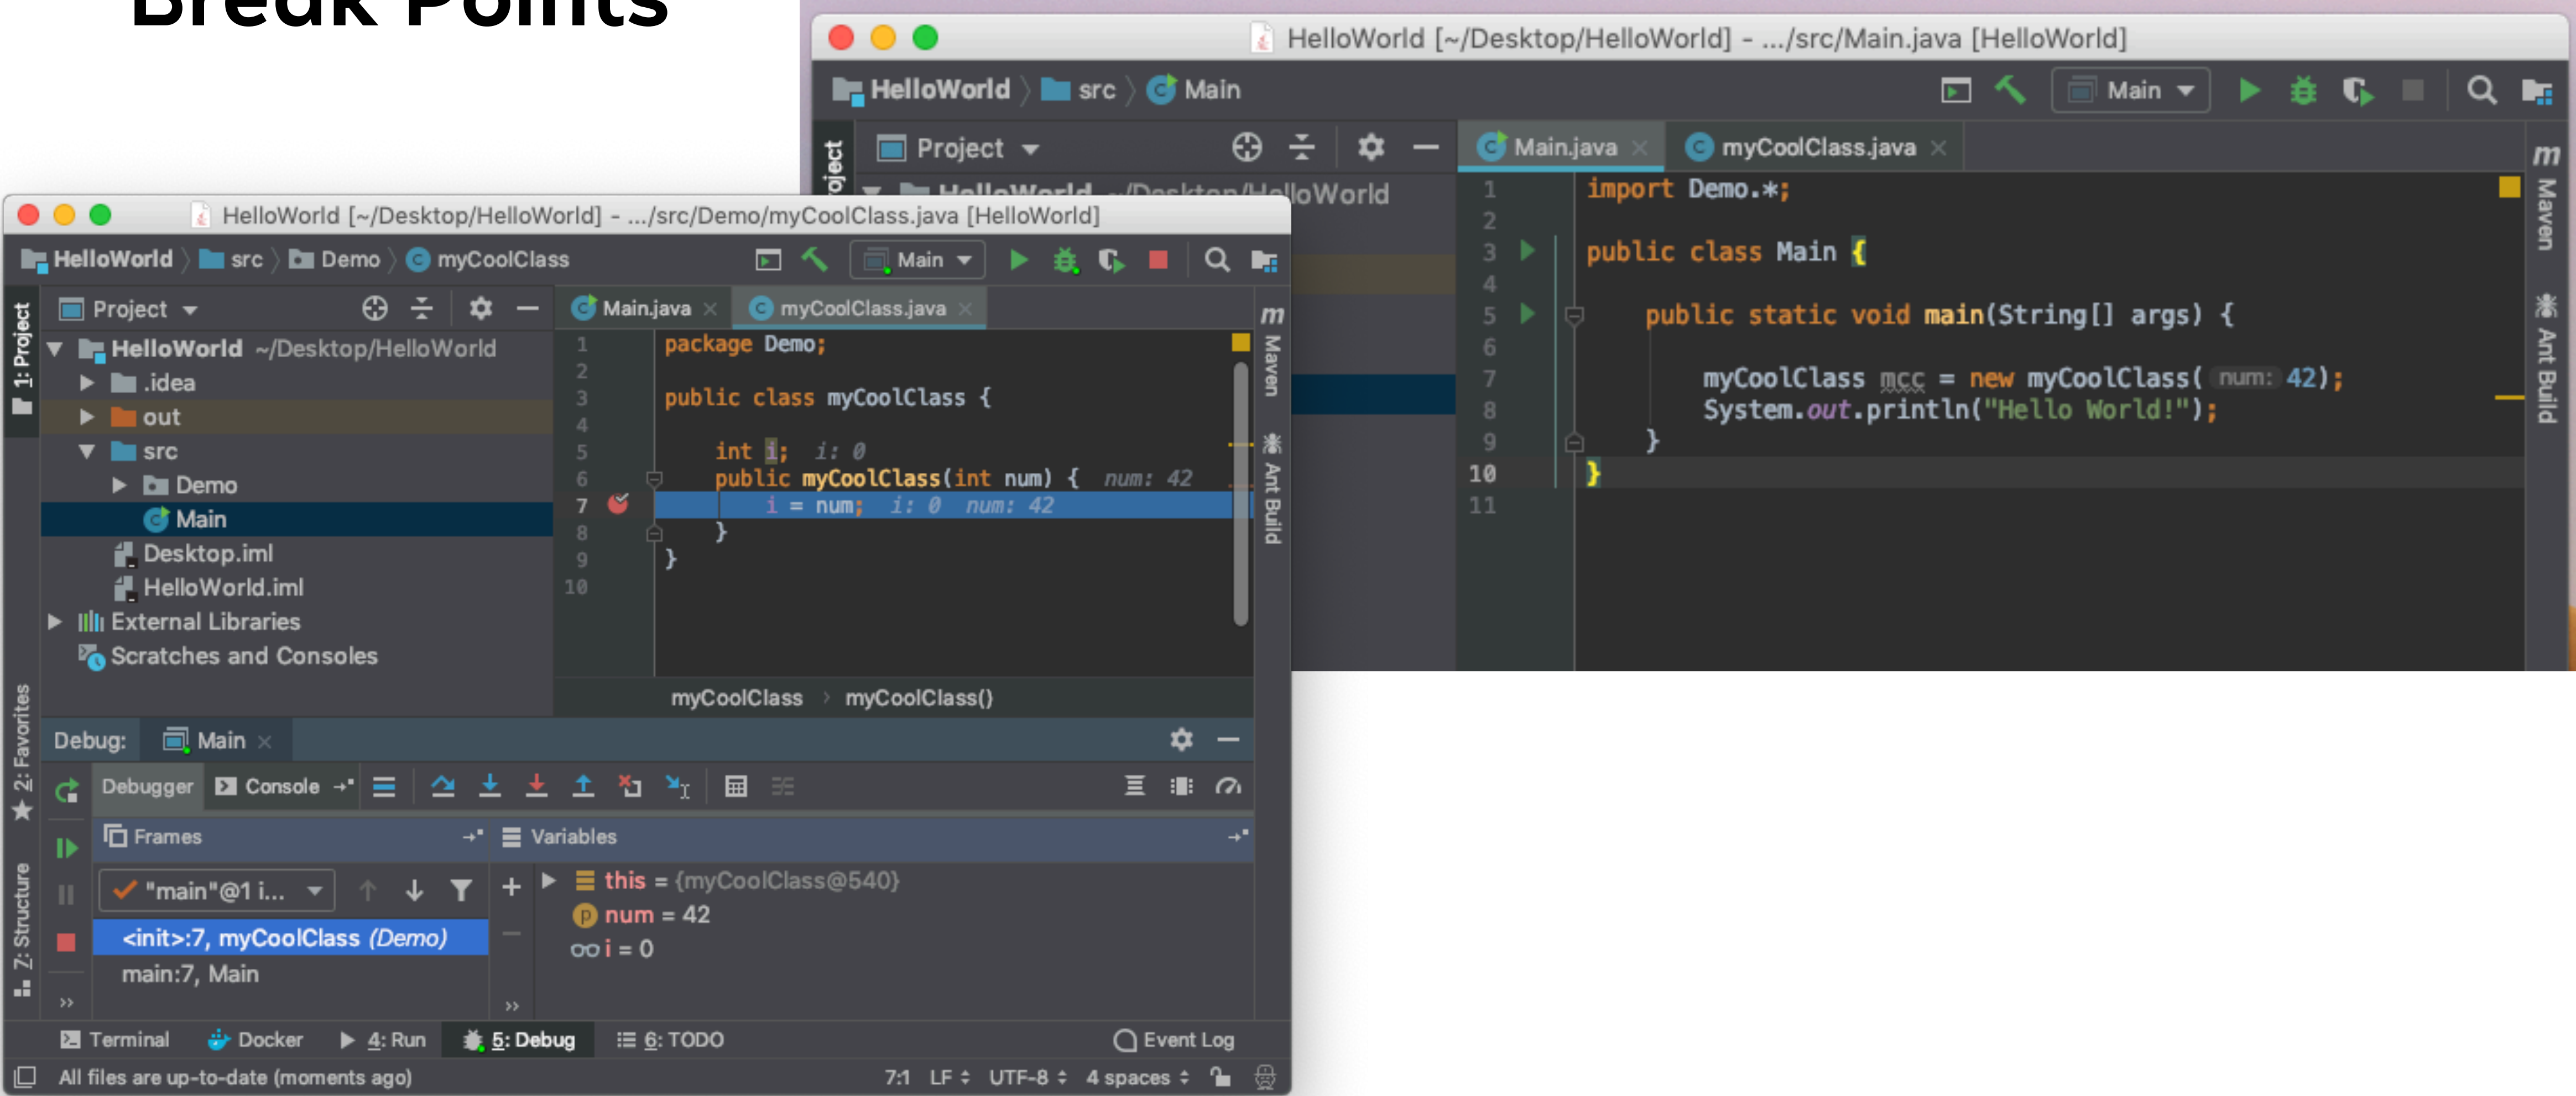 Break Points
HelloWorld [~/Desktop/HelloWorld] - .../src/Main.java [HelloWorld]
HelloWorld src Main
Main
Project
HelloWorld ~/Desktop/HelloWorld
Main.java myCoolClass.java
1 import Demo.*;
2
3 public class Main {
4
5 public static void main(String[] args) {
6
7 myCoolClass mcc = new myCoolClass( num: 42);
8 System.out.println("Hello World!");
9 }
10 }
11
Maven
Ant Build
HelloWorld [~/Desktop/HelloWorld] - .../src/Demo/myCoolClass.java [HelloWorld]
HelloWorld src Demo myCoolClass
Main
1: Project
Project
HelloWorld ~/Desktop/HelloWorld
.idea
out
src
Demo
Main
Desktop.iml
HelloWorld.iml
External Libraries
Scratches and Consoles
Main.java myCoolClass.java
1 package Demo;
2
3 public class myCoolClass {
4
5 int i; i: 0
6 public myCoolClass(int num) { num: 42
7 i = num; i: 0 num: 42
8 }
9 }
10
myCoolClass › myCoolClass()
m Maven
Ant Build
2: Favorites
Z: Structure
Debug: Main
Debugger Console
Frames
"main"@1 i...
<init>:7, myCoolClass (Demo)
main:7, Main
Variables
this = {myCoolClass@540}
num = 42
i = 0
Terminal Docker 4: Run 5: Debug 6: TODO Event Log
All files are up-to-date (moments ago) 7:1 LF UTF-8 4 spaces